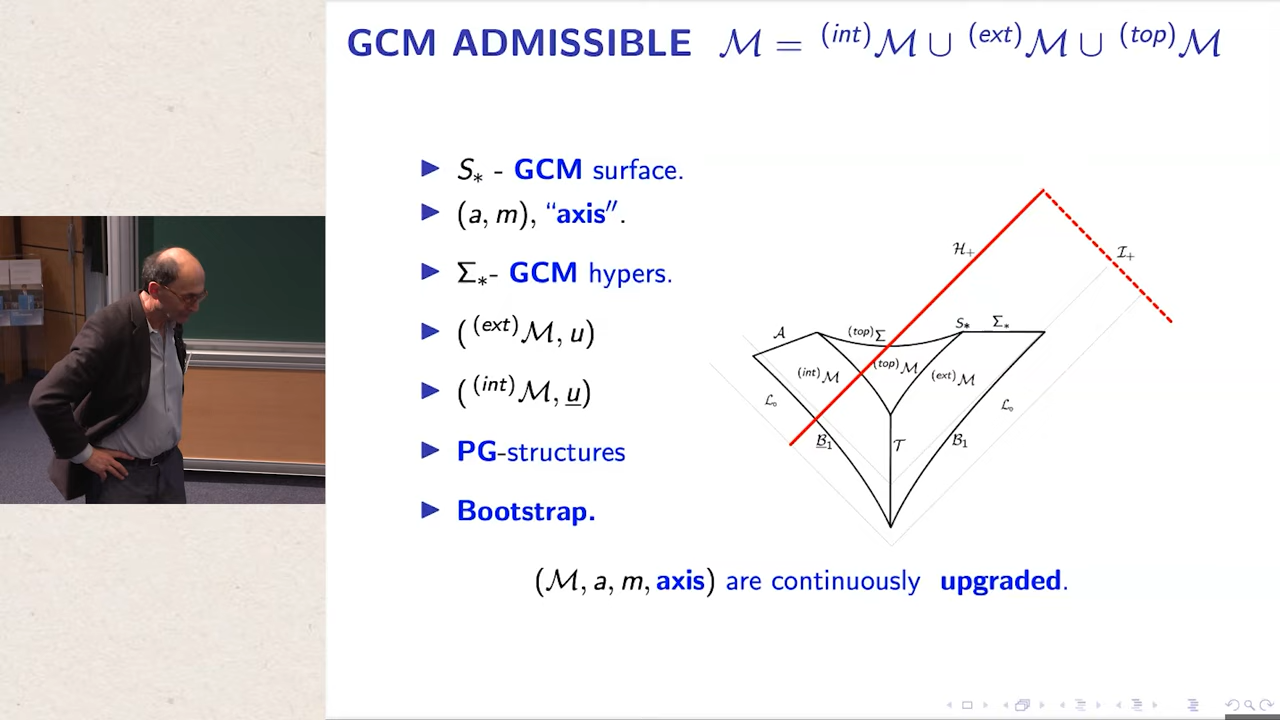 GCM ADMISSIBLE ℳ = ⁽ⁱⁿᵗ⁾ℳ ∪ ⁽ᵉˣᵗ⁾ℳ ∪ ⁽ᵗᵒᵖ⁾ℳ
▶ S∗ - GCM surface.
▶ (a, m), “axis”.
▶ Σ∗- GCM hypers.
▶ (⁽ᵉˣᵗ⁾ℳ, u)
▶ (⁽ⁱⁿᵗ⁾ℳ, u̲)
▶ PG-structures
▶ Bootstrap.
ℋ₊
ℐ₊
𝒜
⁽ᵗᵒᵖ⁾Σ
S∗
Σ∗
⁽ⁱⁿᵗ⁾ℳ
⁽ᵗᵒᵖ⁾ℳ
⁽ᵉˣᵗ⁾ℳ
ℒ₀
ℒ₀
ℬ̲₁
𝒯
ℬ₁
(ℳ, a, m, axis) are continuously upgraded.